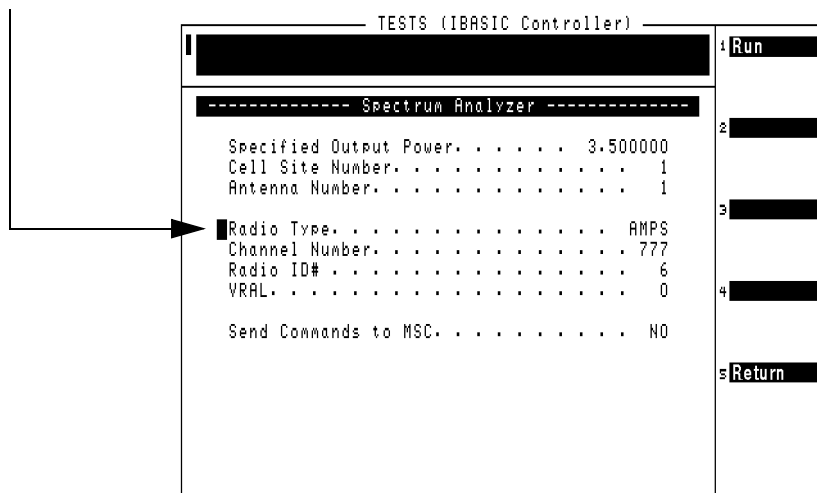 TESTS (IBASIC Controller)
1 Run
-------------- Spectrum Analyzer --------------
2
Specified Output Power. . . . . . 3.500000
Cell Site Number. . . . . . . . . . . . . . 1
Antenna Number. . . . . . . . . . . . . . . 1
3
Radio Type. . . . . . . . . . . . . . . . . . AMPS
Channel Number. . . . . . . . . . . . . . . 777
Radio ID# . . . . . . . . . . . . . . . . . . 6
VRAL. . . . . . . . . . . . . . . . . . . . . 0
4
Send Commands to MSC. . . . . . . . . . . NO
5 Return